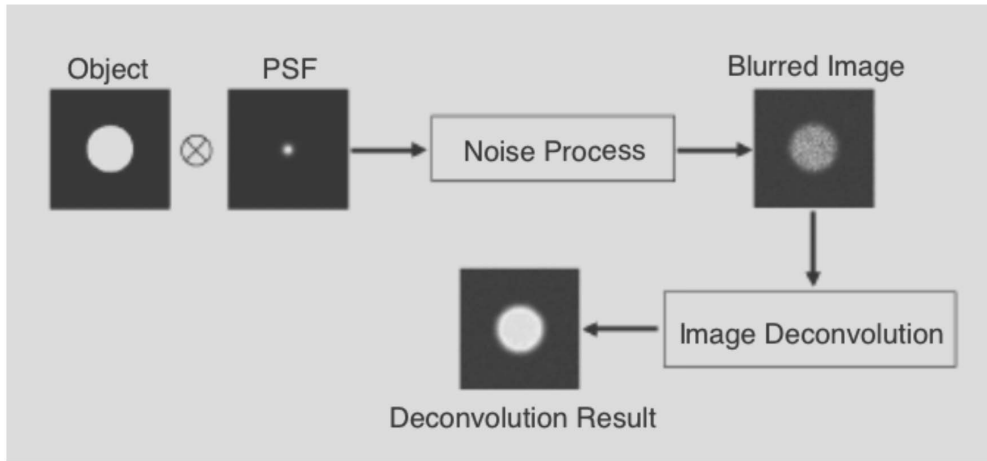 Object
PSF
Blurred Image
Noise Process
Image Deconvolution
Deconvolution Result